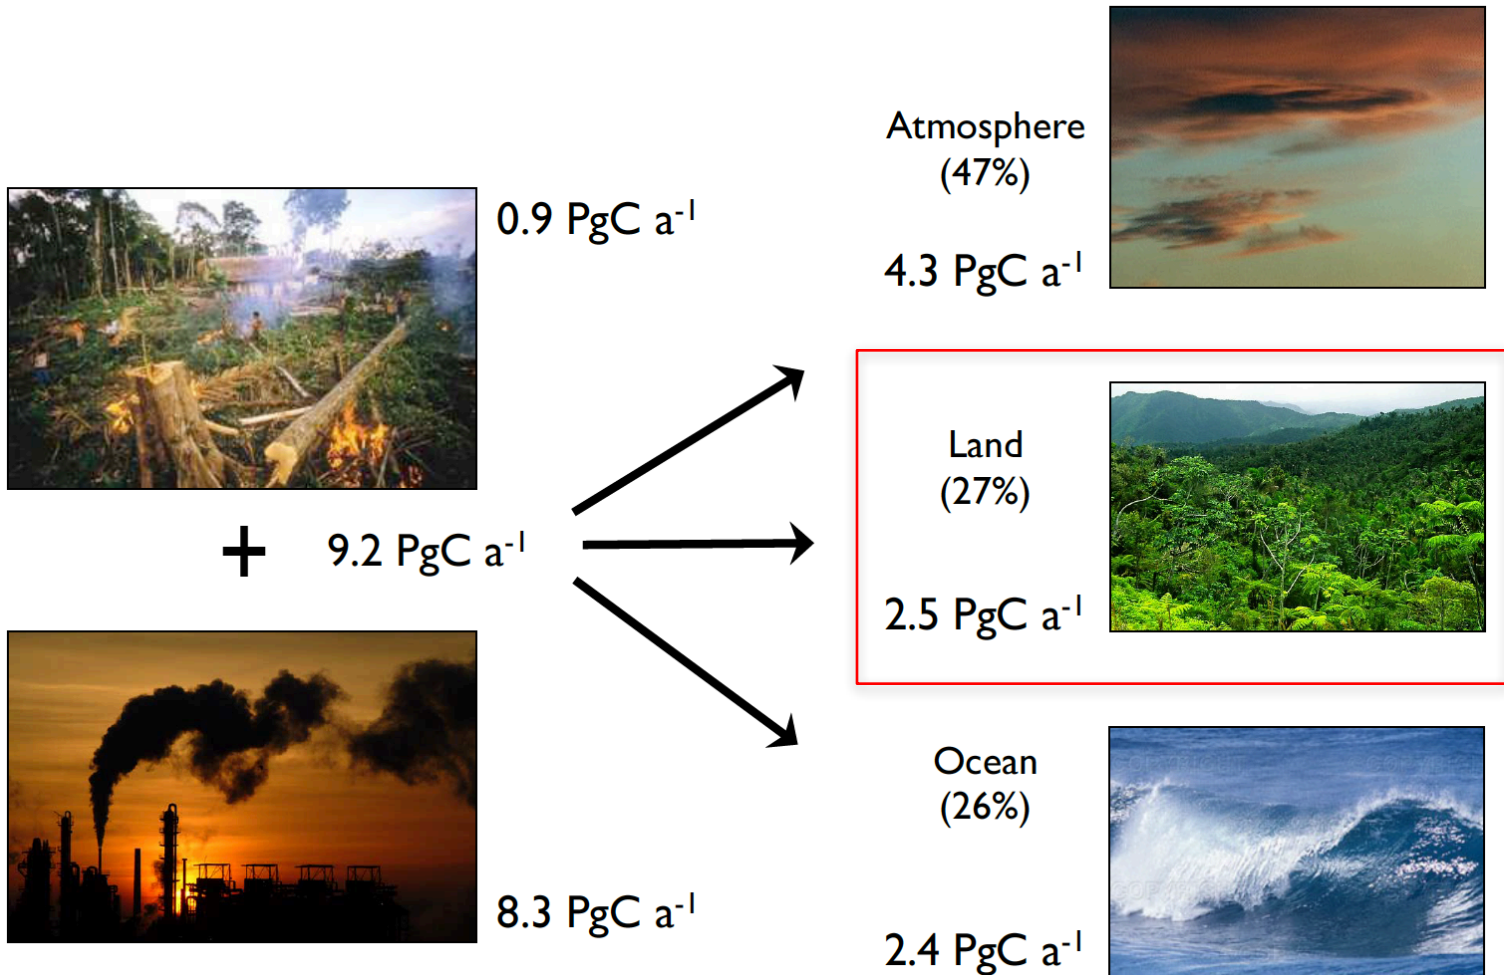 0.9 PgC a⁻¹
+
9.2 PgC a⁻¹
8.3 PgC a⁻¹
Atmosphere
(47%)
4.3 PgC a⁻¹
Land
(27%)
2.5 PgC a⁻¹
Ocean
(26%)
2.4 PgC a⁻¹